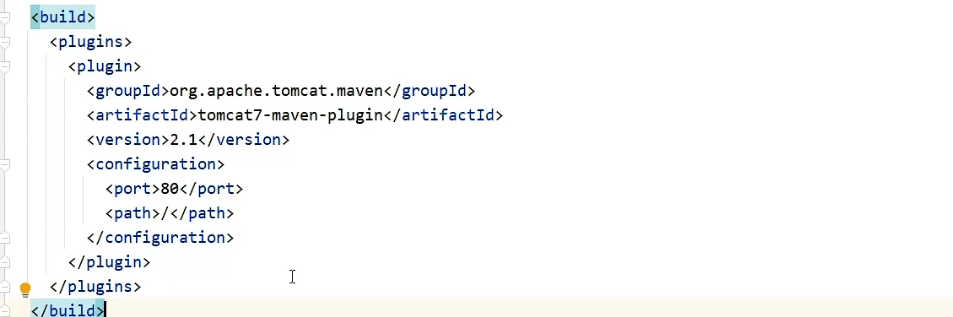 <build>
<plugins>
<plugin>
<groupId>org.apache.tomcat.maven</groupId>
<artifactId>tomcat7-maven-plugin</artifactId>
<version>2.1</version>
<configuration>
<port>80</port>
<path>/</path>
</configuration>
</plugin>
</plugins>
</build>